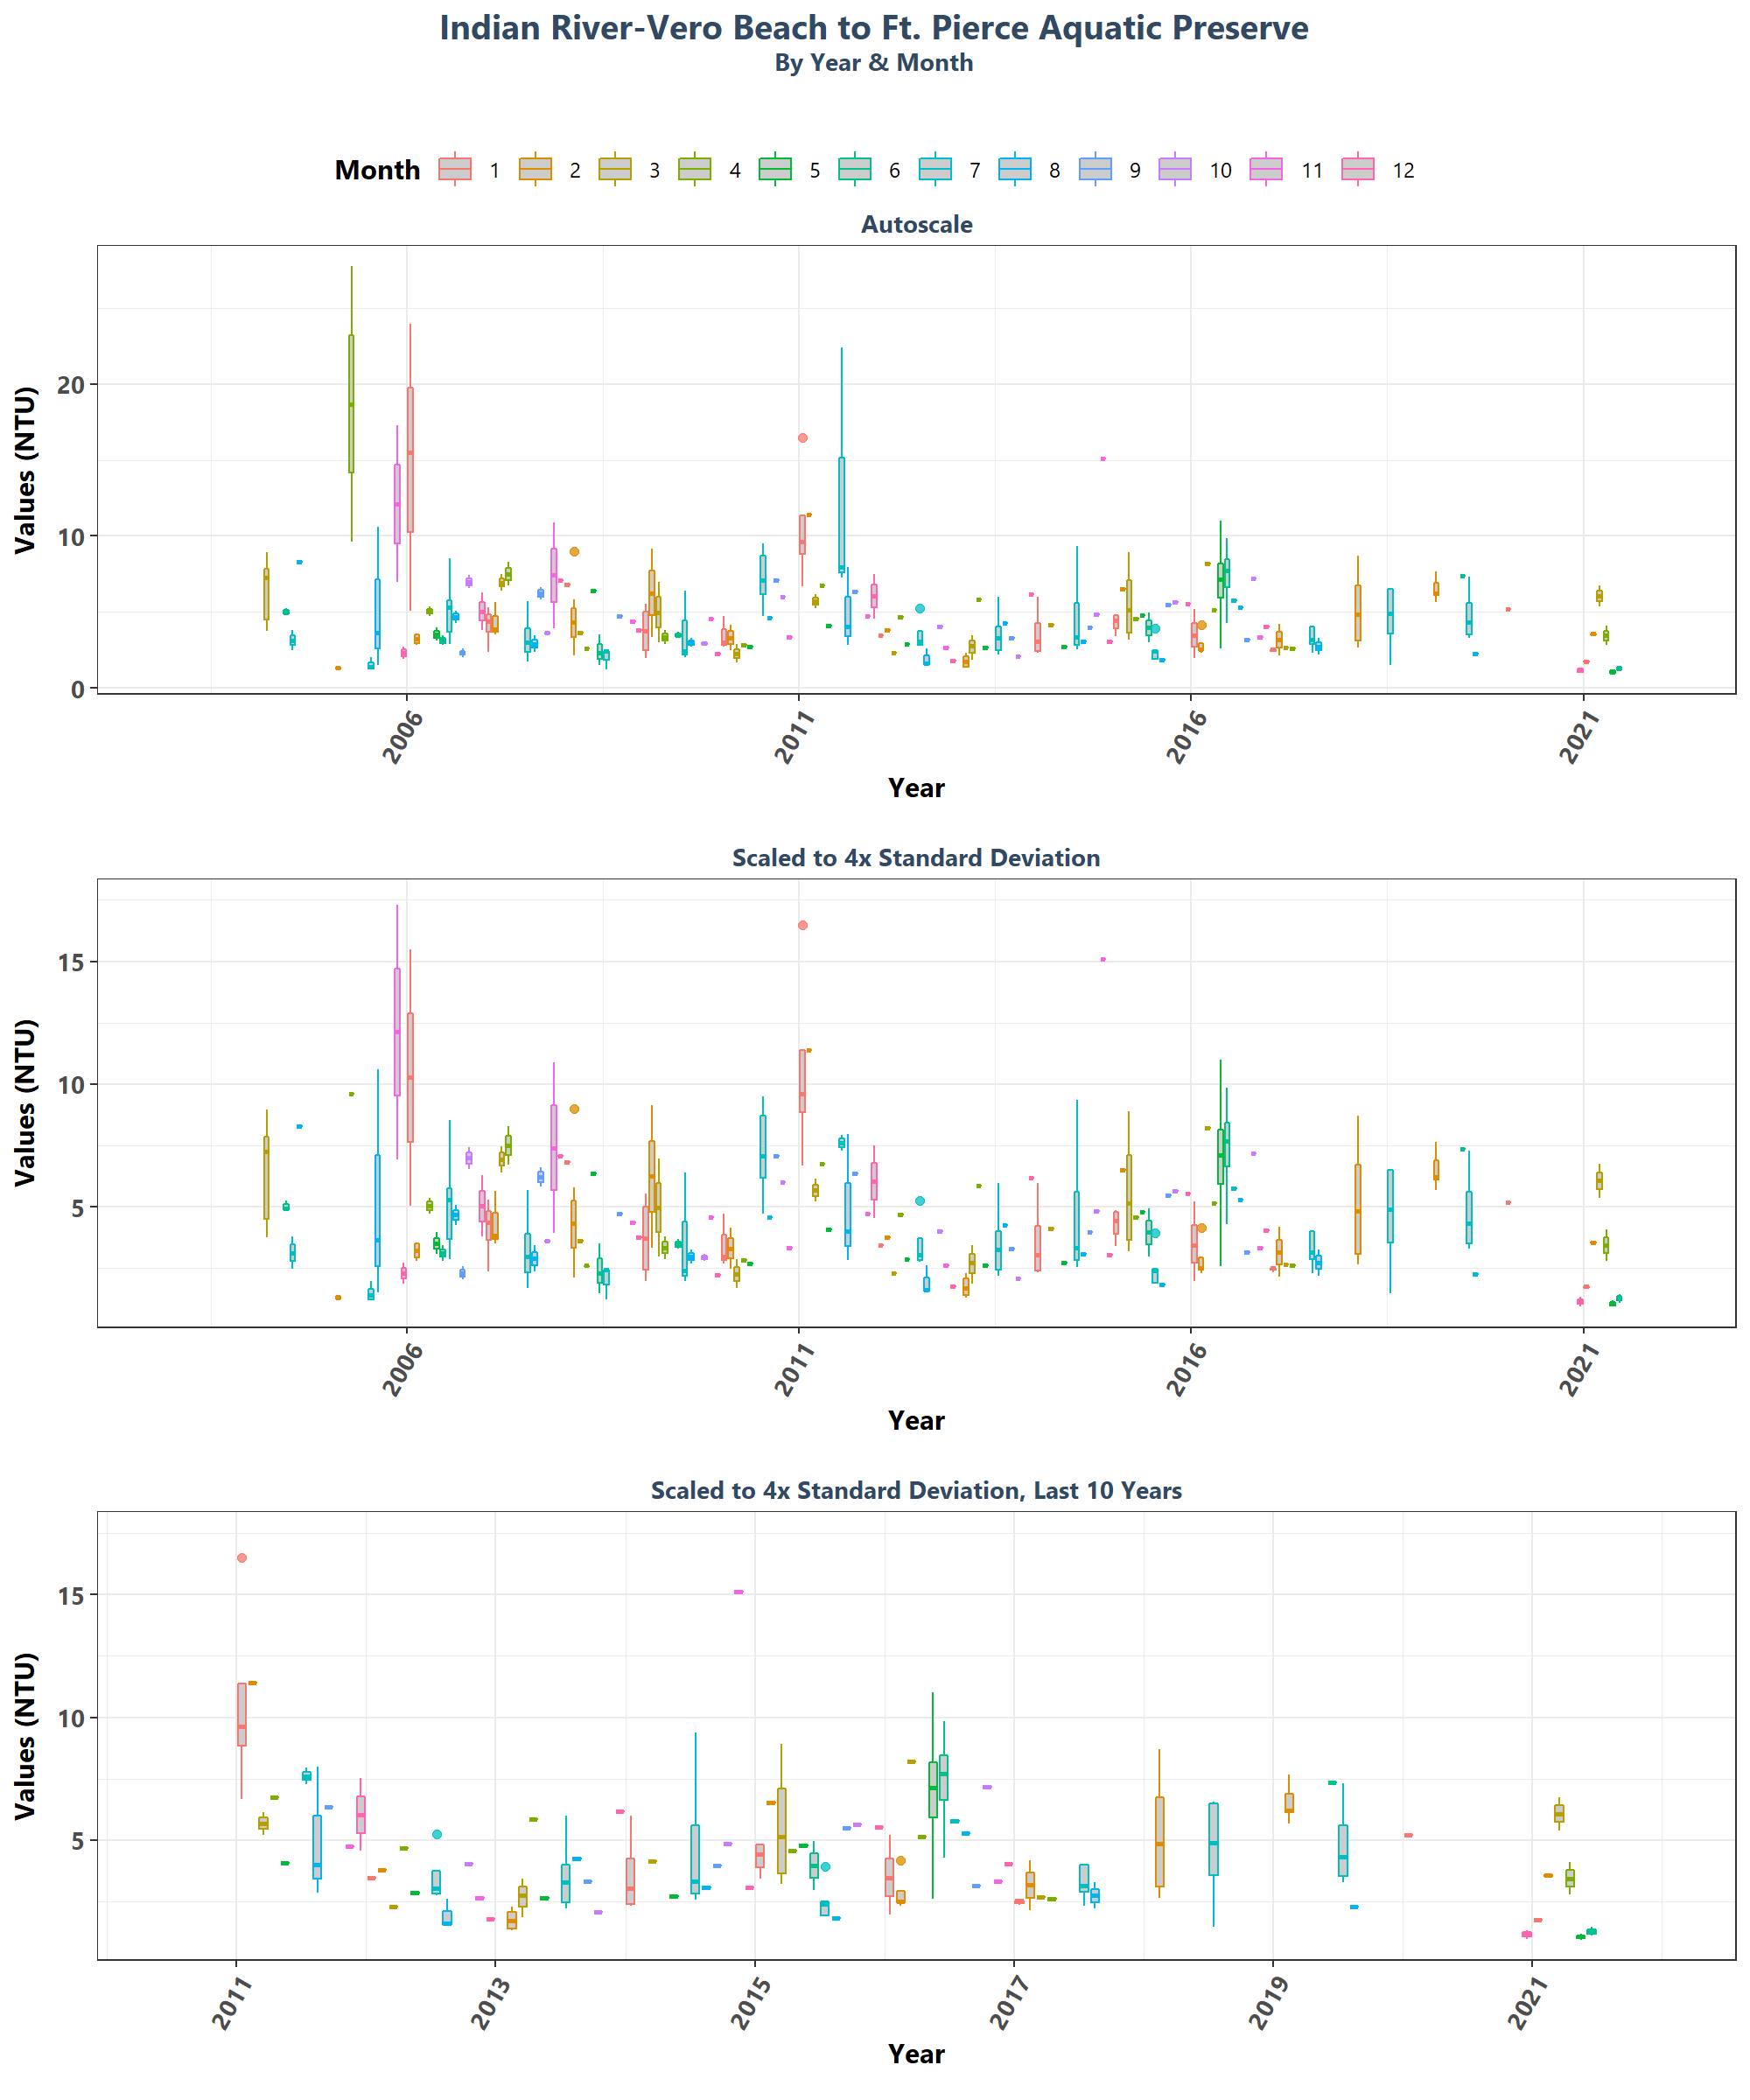 Indian River-Vero Beach to Ft. Pierce Aquatic Preserve
By Year & Month
Month 1 2 3 4 5 6 7 8 9 10 11 12
Autoscale
Values (NTU)
20
10
0
2006 2011 2016 2021
Year
Scaled to 4x Standard Deviation
Values (NTU)
15
10
5
2006 2011 2016 2021
Year
Scaled to 4x Standard Deviation, Last 10 Years
Values (NTU)
15
10
5
2011 2013 2015 2017 2019 2021
Year